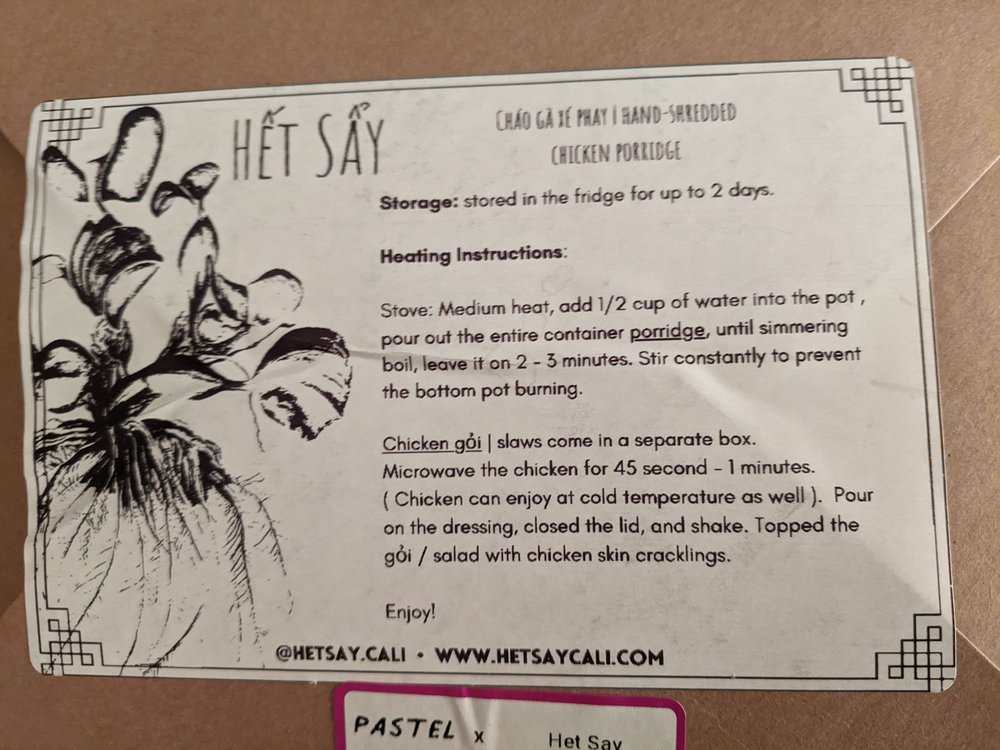 HẾT SẨY
CHÁO GÀ XÉ PHAY | HAND-SHREDDED
CHICKEN PORRIDGE
Storage: stored in the fridge for up to 2 days.
Heating Instructions:
Stove: Medium heat, add 1/2 cup of water into the pot ,
pour out the entire container porridge, until simmering
boil, leave it on 2 - 3 minutes. Stir constantly to prevent
the bottom pot burning.
Chicken gỏi | slaws come in a separate box.
Microwave the chicken for 45 second - 1 minutes.
( Chicken can enjoy at cold temperature as well ). Pour
on the dressing, closed the lid, and shake. Topped the
gỏi / salad with chicken skin cracklings.
Enjoy!
@HETSAY.CALI • WWW.HETSAYCALI.COM
PASTEL x Het Say